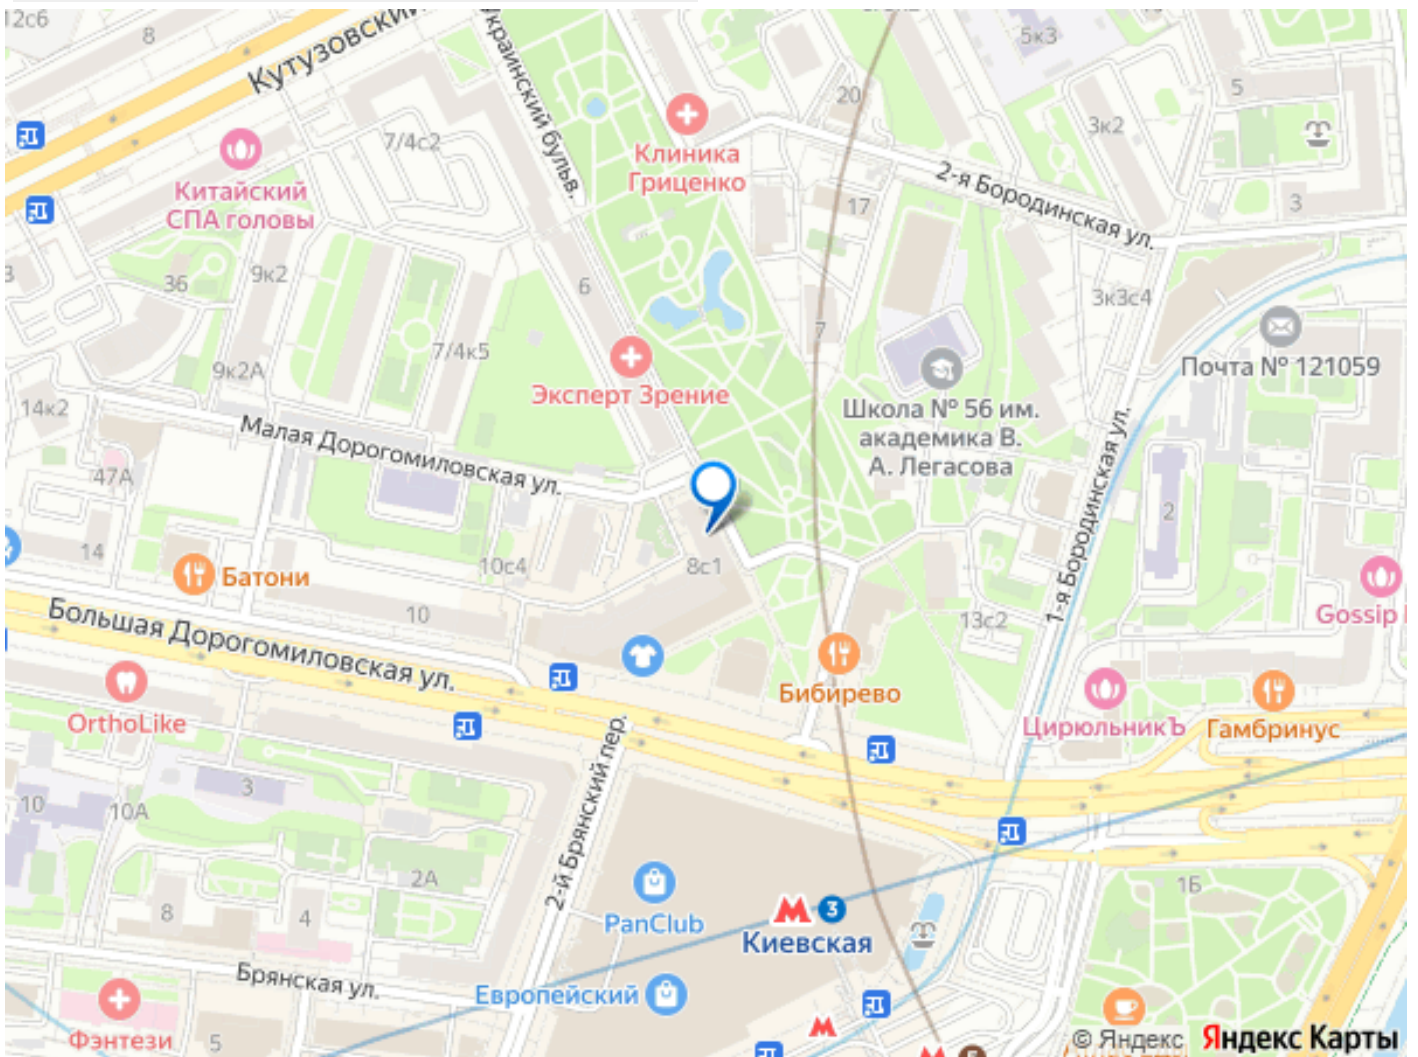 12с6
8
Кутузовский
Украинский бульв.
7/4с2
Китайский
СПА головы
36
9к2
9к2А
7/4к5
14к2
6
Клиника
Гриценко
20
17
5к3
5
3к2
3
2-я Бородинская ул.
3к3с4
7
Эксперт Зрение
Школа № 56 им.
академика В.
А. Легасова
Почта № 121059
Малая Дорогомиловская ул.
47А
14
10с4
8с1
Батони
10
Большая Дорогомиловская ул.
1-я Бородинская ул.
2
13с2
Gossip
Бибирево
ЦирюльникЪ
Гамбринус
OrthoLike
2-й Брянский пер.
3
10
10А
2А
8
4
PanClub
3
Киевская
1Б
Брянская ул.
Европейский
Фэнтези
5
5
© Яндекс Яндекс Карты